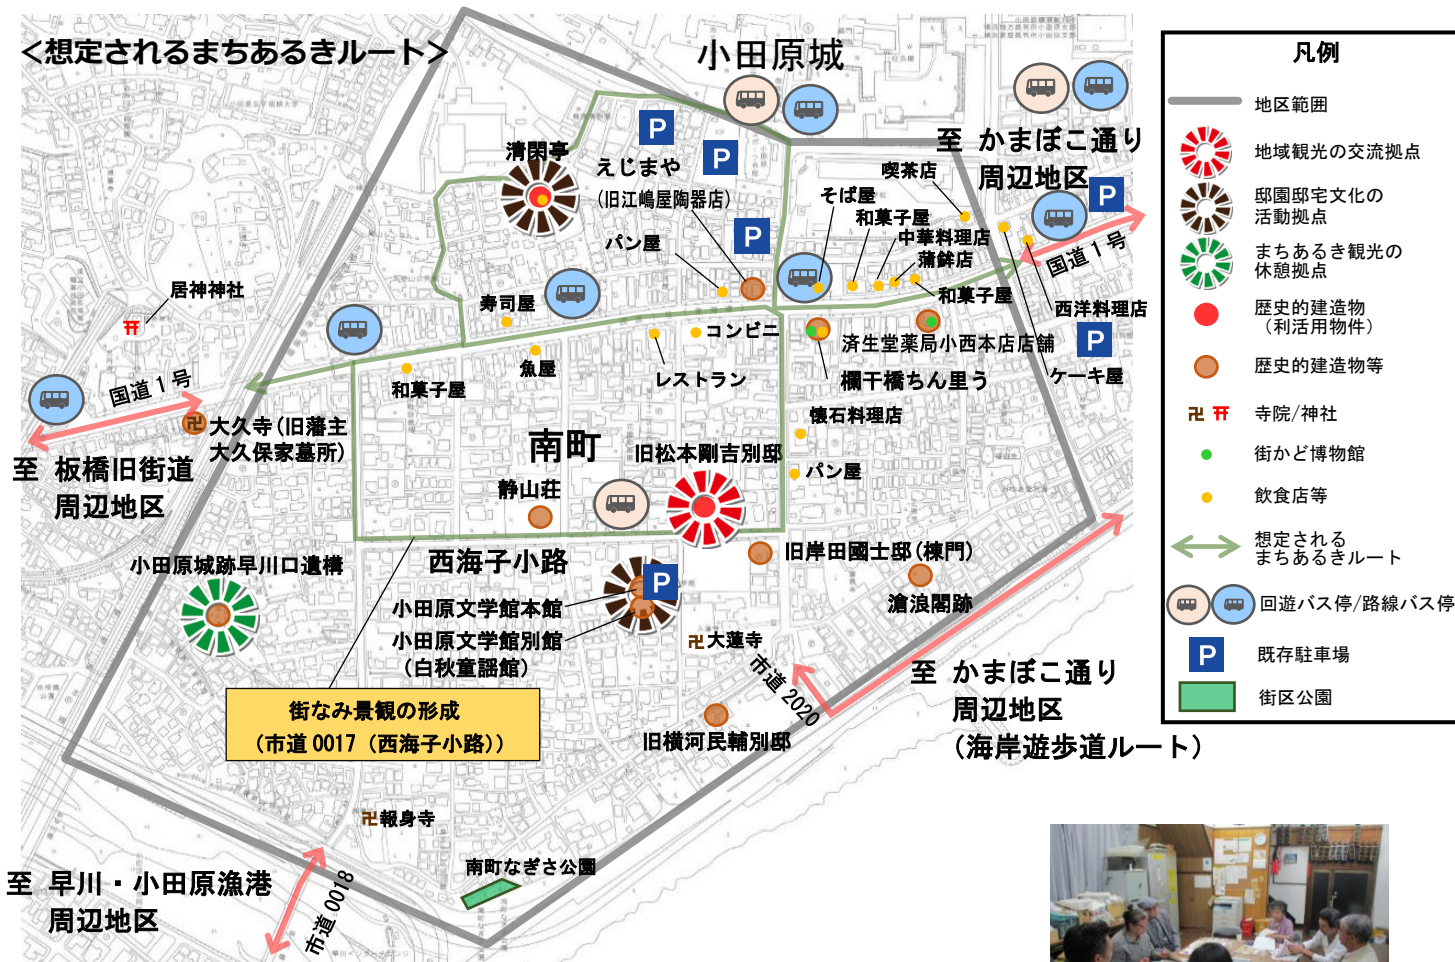 <想定されるまちあるきルート>
小田原城
至 かまぼこ通り
周辺地区
清閑亭
えじまや
(旧江嶋屋陶器店)
喫茶店
そば屋
和菓子屋
中華料理店
蒲鉾店
和菓子屋
国道1号
西洋料理店
ケーキ屋
パン屋
居神神社
寿司屋
コンビニ
済生堂薬局小西本店店舗
欄干橋ちん里う
魚屋
レストラン
和菓子屋
国道1号
大久寺(旧藩主
大久保家墓所)
懐石料理店
至 板橋旧街道
周辺地区
南町
旧松本剛吉別邸
パン屋
静山荘
西海子小路
旧岸田國士邸(棟門)
小田原城跡早川口遺構
滄浪閣跡
小田原文学館本館
小田原文学館別館
(白秋童謡館)
大蓮寺
市道2020
至 かまぼこ通り
周辺地区
(海岸遊歩道ルート)
街なみ景観の形成
(市道0017(西海子小路))
旧横河民輔別邸
報身寺
南町なぎさ公園
至 早川・小田原漁港
周辺地区
市道0018
凡例
地区範囲
地域観光の交流拠点
邸園邸宅文化の
活動拠点
まちあるき観光の
休憩拠点
歴史的建造物
(利活用物件)
歴史的建造物等
寺院/神社
街かど博物館
飲食店等
想定される
まちあるきルート
回遊バス停/路線バス停
P
既存駐車場
街区公園
P
P
P
P
P
P